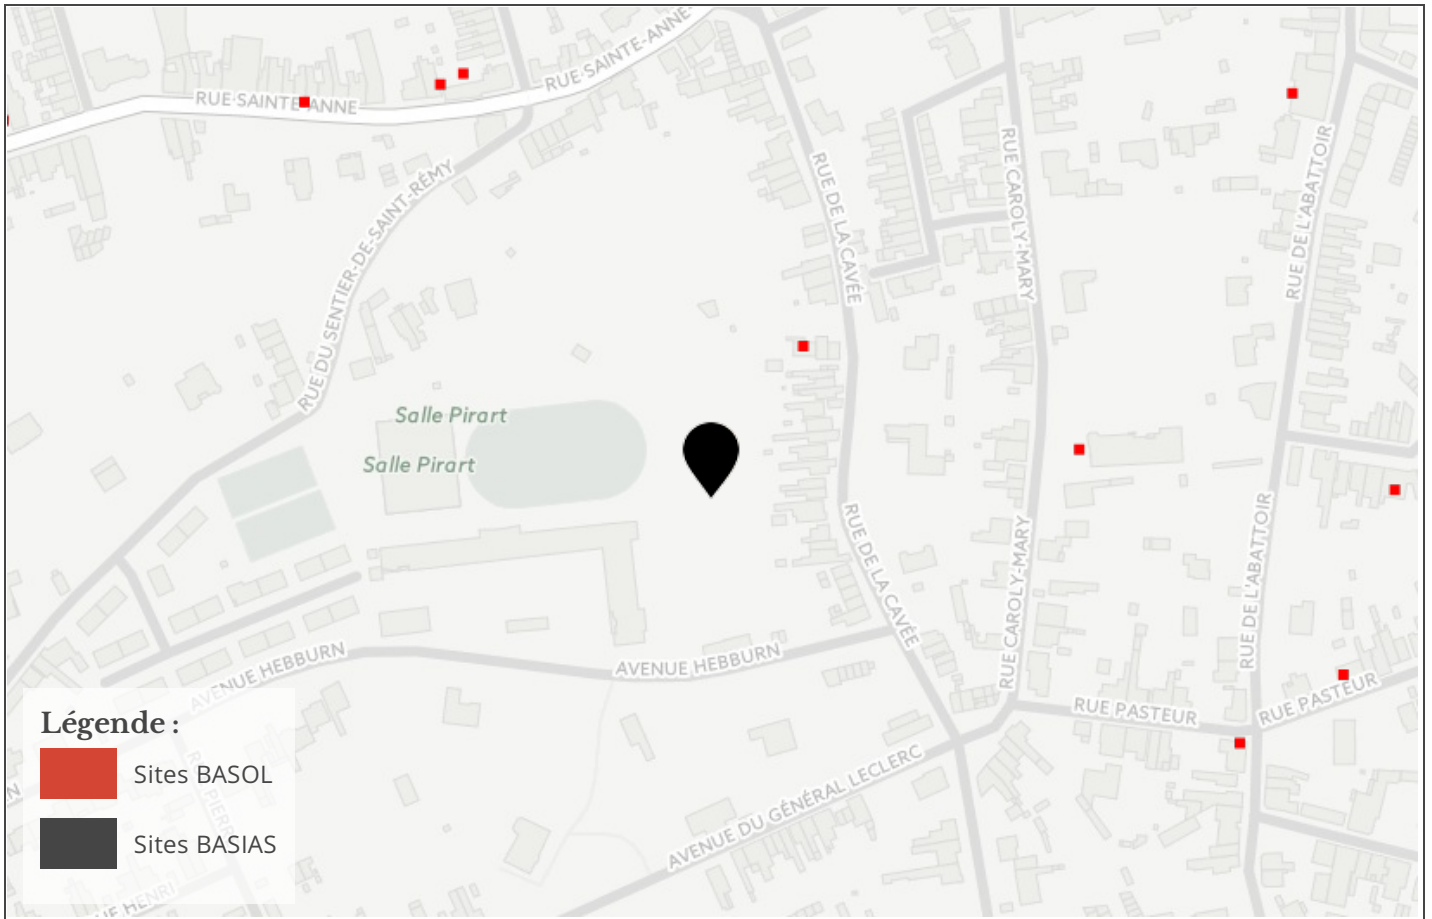 RUE SAINTE-ANNE-
RUE SAINTE-ANNE
RUE DE LA CAVÉE
RUE CAROLY-MARY
RUE DE L'ABATTOIR
RUE DU SENTIER-DE-SAINT-RÉMY
Salle Pirart
Salle Pirart
RUE DE LA CAVÉE
RUE CAROLY-MARY
RUE DE L'ABATTOIR
AVENUE HEBBURN
AVENUE HEBBURN
RUE PASTEUR
RUE PASTEUR
AVENUE DU GÉNÉRAL LECLERC
Légende :
Sites BASOL
Sites BASIAS